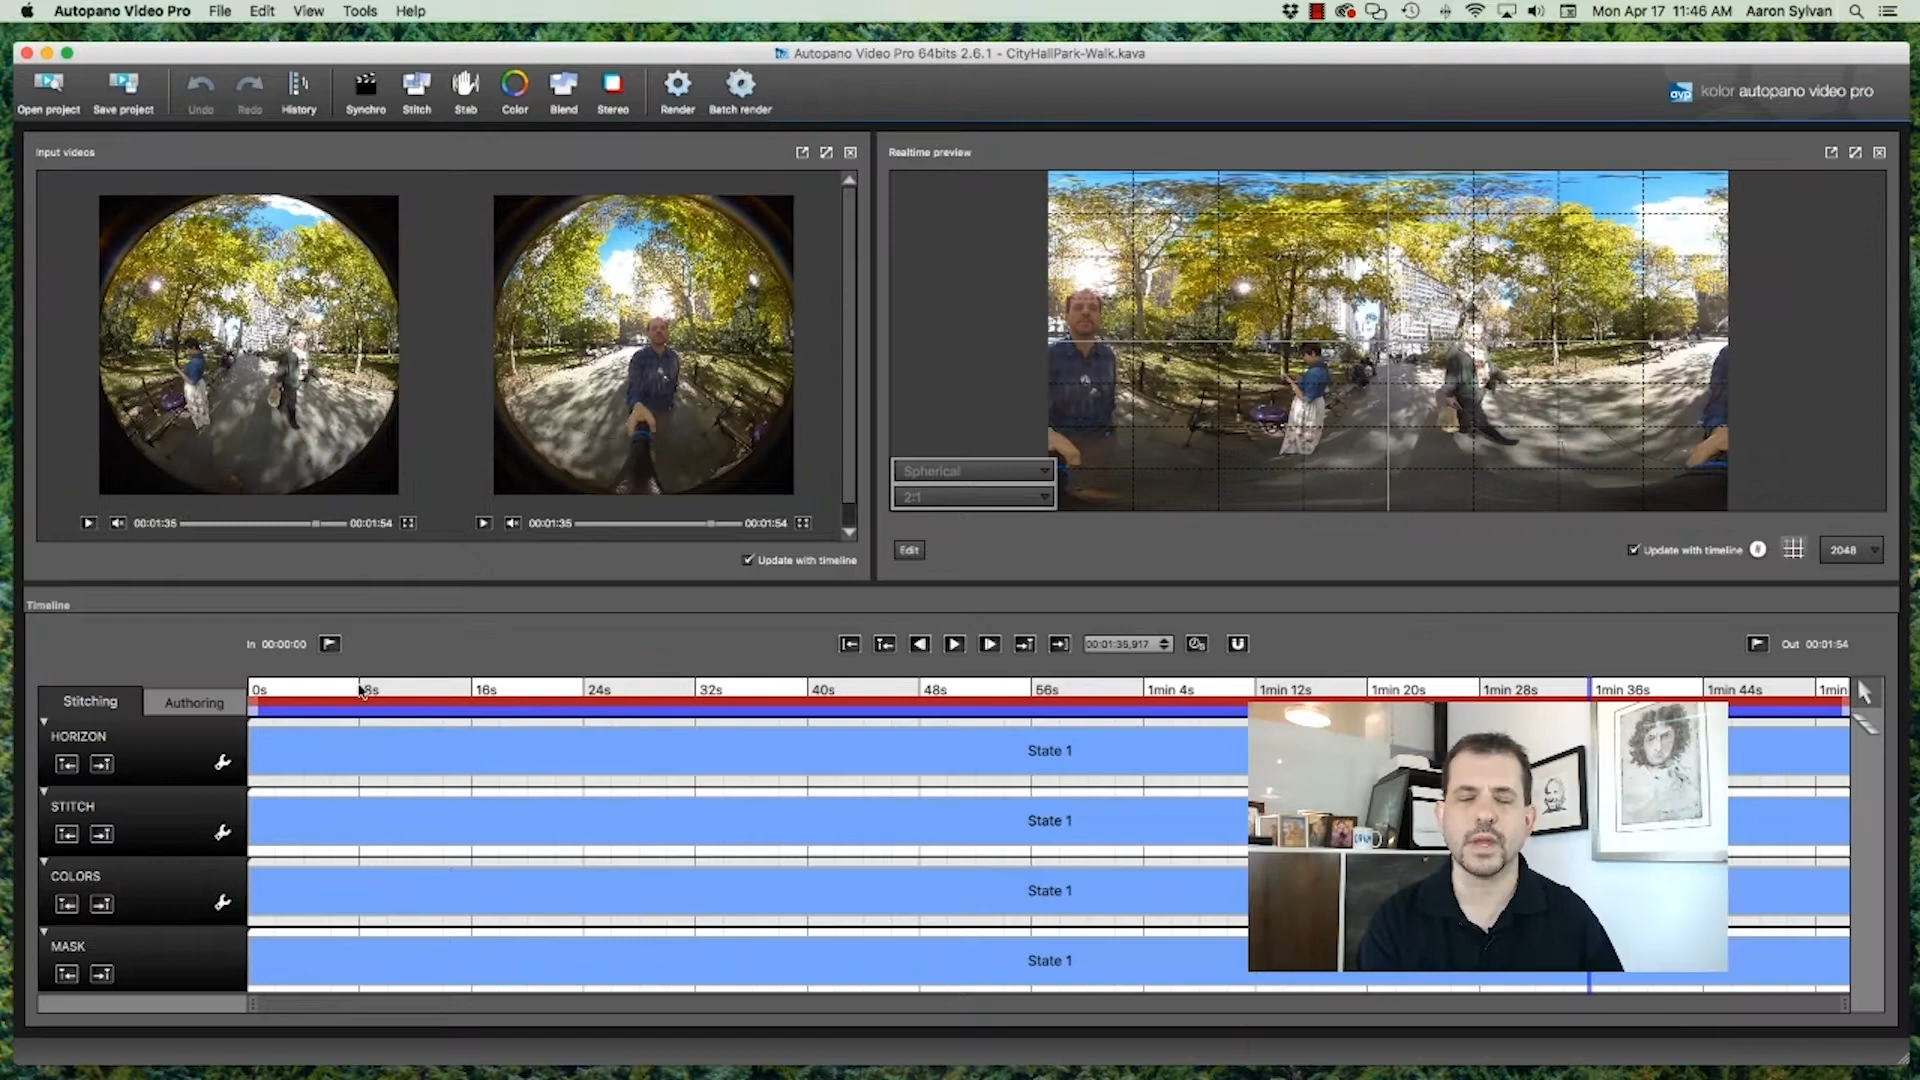 Autopano Video Pro File Edit View Tools Help Mon Apr 17 11:46 AM Aaron Sylvan
Autopano Video Pro 64bits 2.6.1 - CityHallPark-Walk.kava
Open project Save project Undo Redo History Synchro Stitch Stab Color Blend Stereo Render Batch render
avp kolor autopano video pro
Input videos
Realtime preview
Spherical
2:1
00:01:35 00:01:54 00:01:35 00:01:54
Update with timeline
Edit
Update with timeline 2048
Timeline
In 00:00:00 00:01:35,917 Out 00:01:54
Stitching Authoring
0s 8s 16s 24s 32s 40s 48s 56s 1min 4s 1min 12s 1min 20s 1min 28s 1min 36s 1min 44s 1min
HORIZON
State 1
STITCH
State 1
COLORS
State 1
MASK
State 1